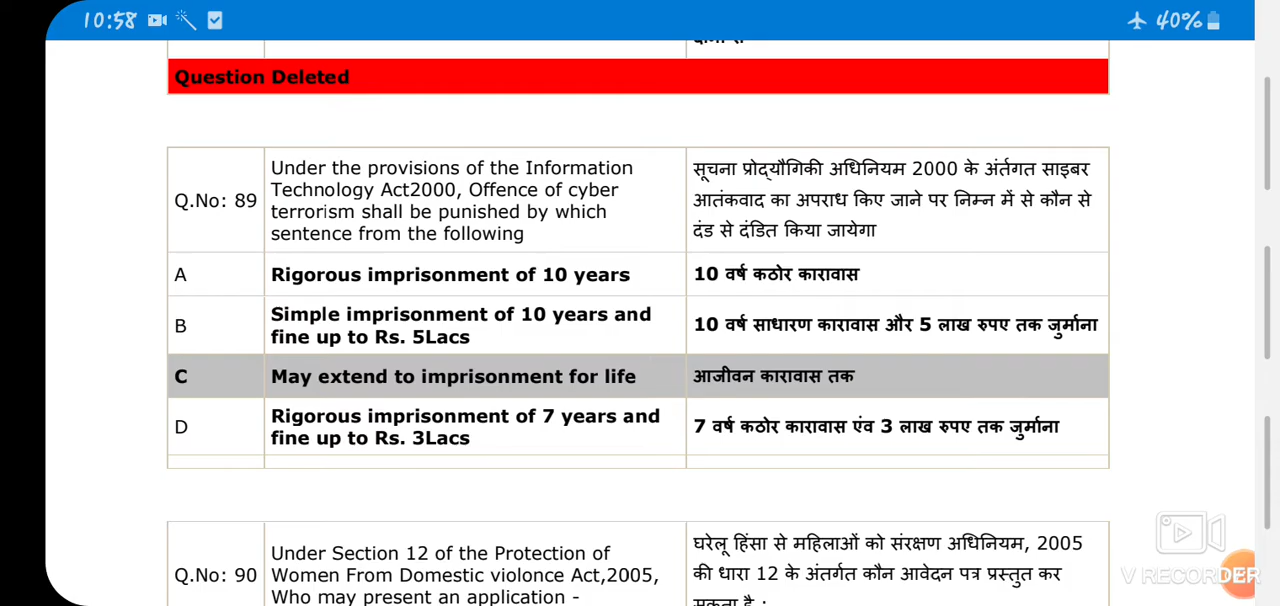 10:58
40%
Question Deleted
Q.No: 89
Under the provisions of the Information
Technology Act2000, Offence of cyber
terrorism shall be punished by which
sentence from the following
सूचना प्रोद्यौगिकी अधिनियम 2000 के अंर्तगत साइबर
आतंकवाद का अपराध किए जाने पर निम्न में से कौन से
दंड से दंडित किया जायेगा
A
Rigorous imprisonment of 10 years
10 वर्ष कठोर कारावास
B
Simple imprisonment of 10 years and
fine up to Rs. 5Lacs
10 वर्ष साधारण कारावास और 5 लाख रुपए तक जुर्माना
C
May extend to imprisonment for life
आजीवन कारावास तक
D
Rigorous imprisonment of 7 years and
fine up to Rs. 3Lacs
7 वर्ष कठोर कारावास एंव 3 लाख रुपए तक जुर्माना
Q.No: 90
Under Section 12 of the Protection of
Women From Domestic violonce Act,2005,
Who may present an application -
घरेलू हिंसा से महिलाओं को संरक्षण अधिनियम, 2005
की धारा 12 के अंतर्गत कौन आवेदन पत्र प्रस्तुत कर
सकता है :
V RECORDER